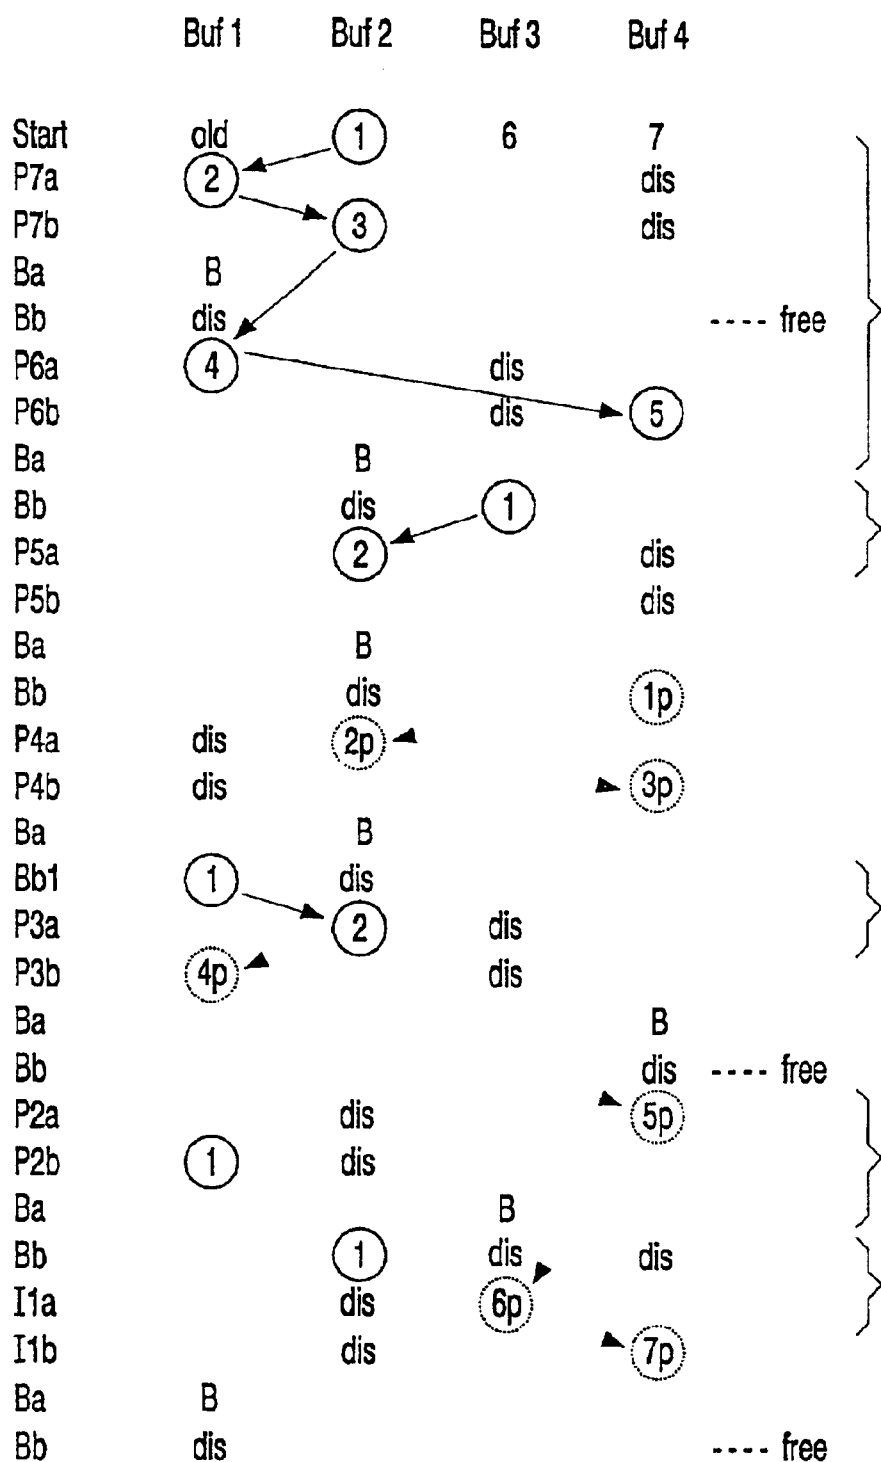 Buf 1 Buf 2 Buf 3 Buf 4
Start old 1 6 7
P7a 2 dis
P7b 3 dis
Ba B
Bb dis ---- free
P6a 4 dis
P6b dis 5
Ba B
Bb dis 1
P5a 2 dis
P5b dis
Ba B
Bb dis 1p
P4a dis 2p
P4b dis 3p
Ba B
Bb1 1 dis
P3a 2 dis
P3b 4p dis
Ba B
Bb dis ---- free
P2a dis 5p
P2b 1 dis
Ba B
Bb 1 dis dis
I1a dis 6p
I1b dis 7p
Ba B
Bb dis ---- free